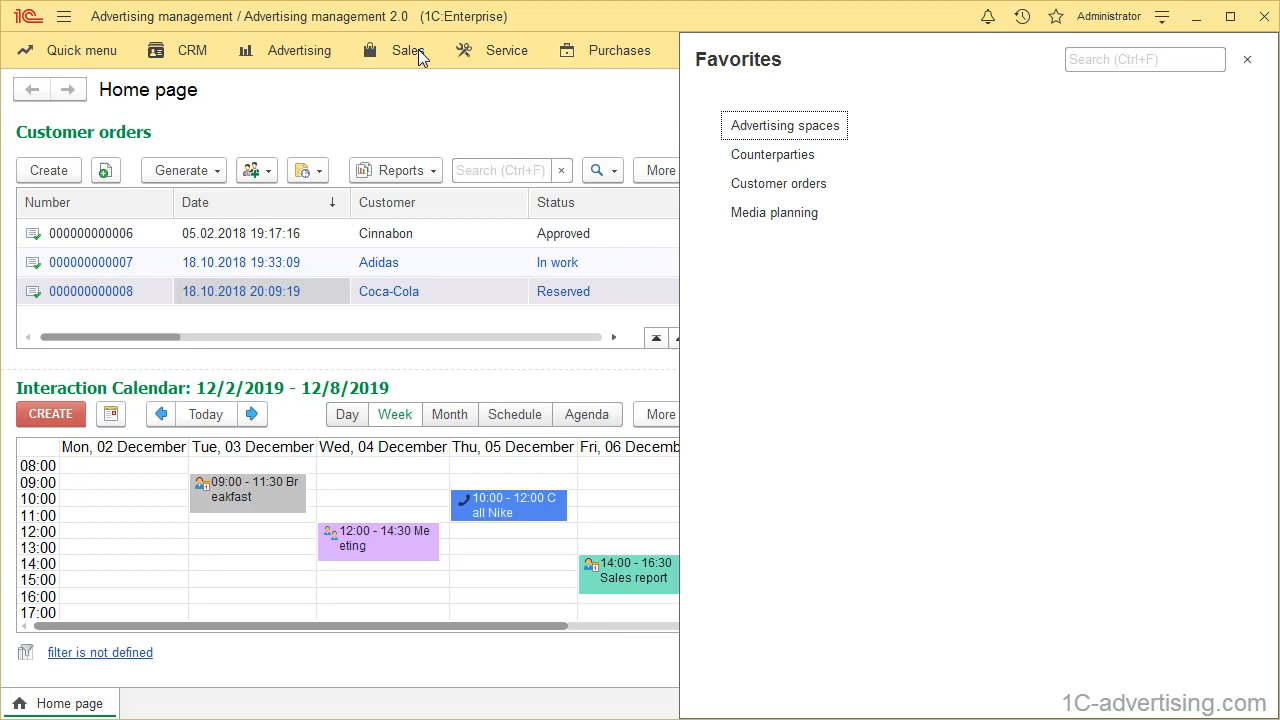 1C Advertising management / Advertising management 2.0 (1C:Enterprise) Administrator
Quick menu CRM Advertising Sales Service Purchases
Favorites Search (Ctrl+F) ×
Home page
Advertising spaces
Counterparties
Customer orders
Media planning
Customer orders
Create Generate Reports Search (Ctrl+F) × More
Number Date ↓ Customer Status
000000000006 05.02.2018 19:17:16 Cinnabon Approved
000000000007 18.10.2018 19:33:09 Adidas In work
000000000008 18.10.2018 20:09:19 Coca-Cola Reserved
Interaction Calendar: 12/2/2019 - 12/8/2019
CREATE Today Day Week Month Schedule Agenda More
Mon, 02 December Tue, 03 December Wed, 04 December Thu, 05 December Fri, 06 Decemb
08:00
09:00
10:00
11:00
12:00
13:00
14:00
15:00
16:00
17:00
09:00 - 11:30 Br
eakfast
12:00 - 14:30 Me
eting
10:00 - 12:00 C
all Nike
14:00 - 16:30
Sales report
filter is not defined
Home page
1C-advertising.com